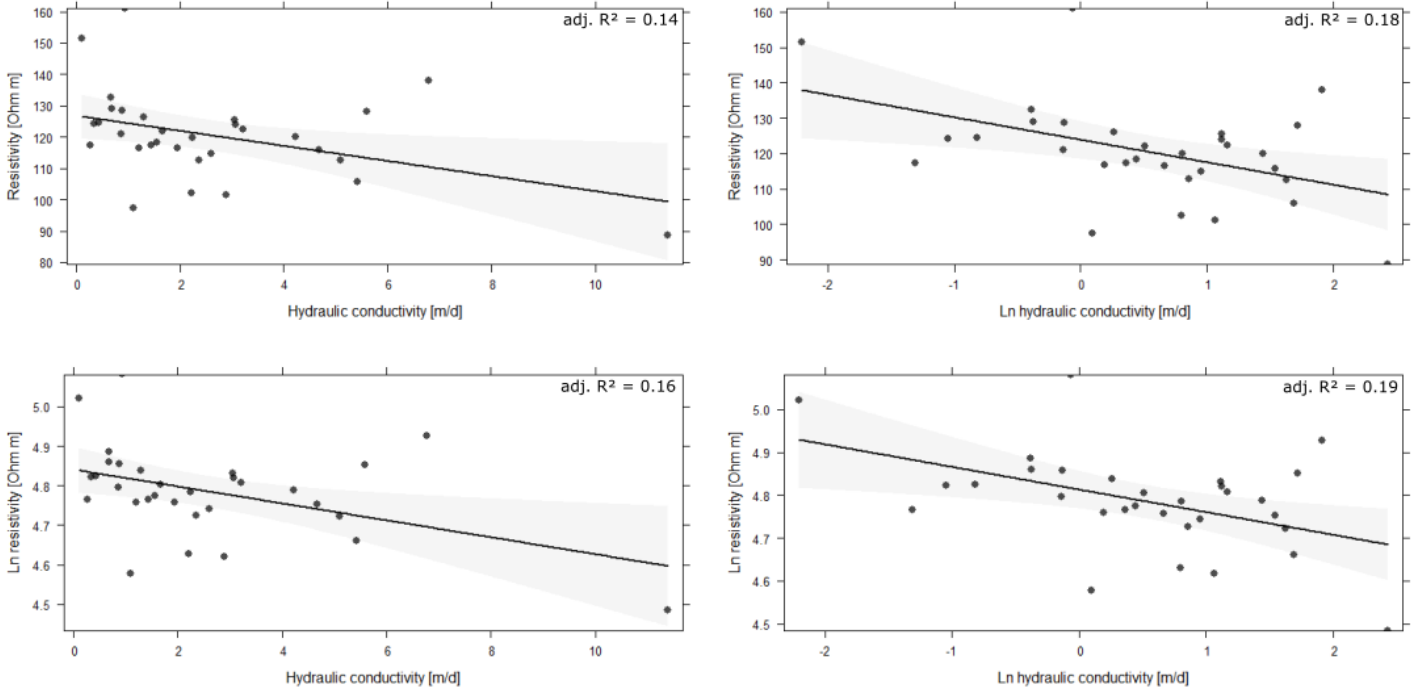 adj. R² = 0.14
160
150
140
130
120
110
100
90
80
Resistivity [Ohm m]
0 2 4 6 8 10
Hydraulic conductivity [m/d]
adj. R² = 0.18
160
150
140
130
120
110
100
90
Resistivity [Ohm m]
-2 -1 0 1 2
Ln hydraulic conductivity [m/d]
adj. R² = 0.16
5.0
4.9
4.8
4.7
4.6
4.5
Ln resistivity [Ohm m]
0 2 4 6 8 10
Hydraulic conductivity [m/d]
adj. R² = 0.19
5.0
4.9
4.8
4.7
4.6
4.5
Ln resistivity [Ohm m]
-2 -1 0 1 2
Ln hydraulic conductivity [m/d]